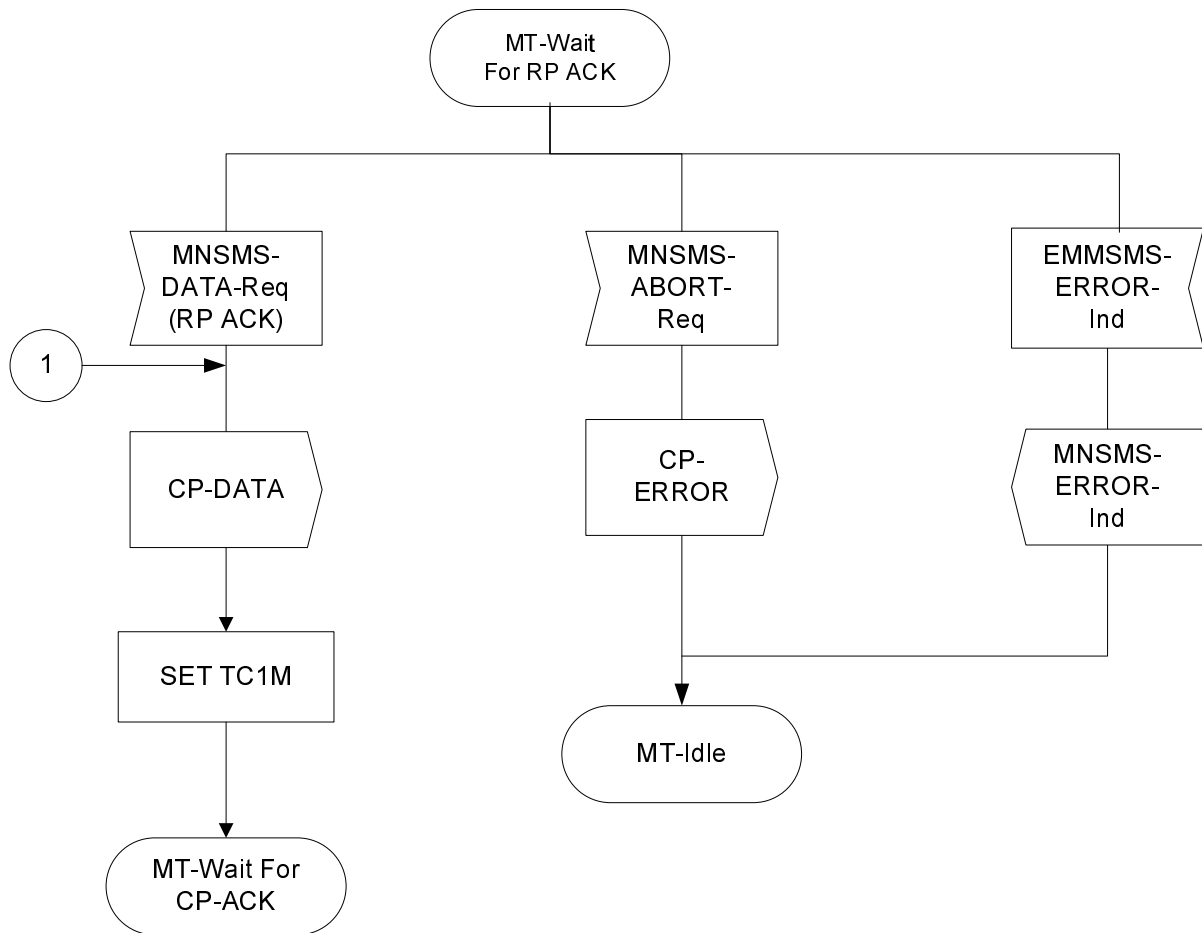 MT-Wait
For RP ACK
MNSMS-
DATA-Req
(RP ACK)
MNSMS-
ABORT-
Req
EMMSMS-
ERROR-
Ind
1
CP-DATA
CP-
ERROR
MNSMS-
ERROR-
Ind
SET TC1M
MT-Idle
MT-Wait For
CP-ACK